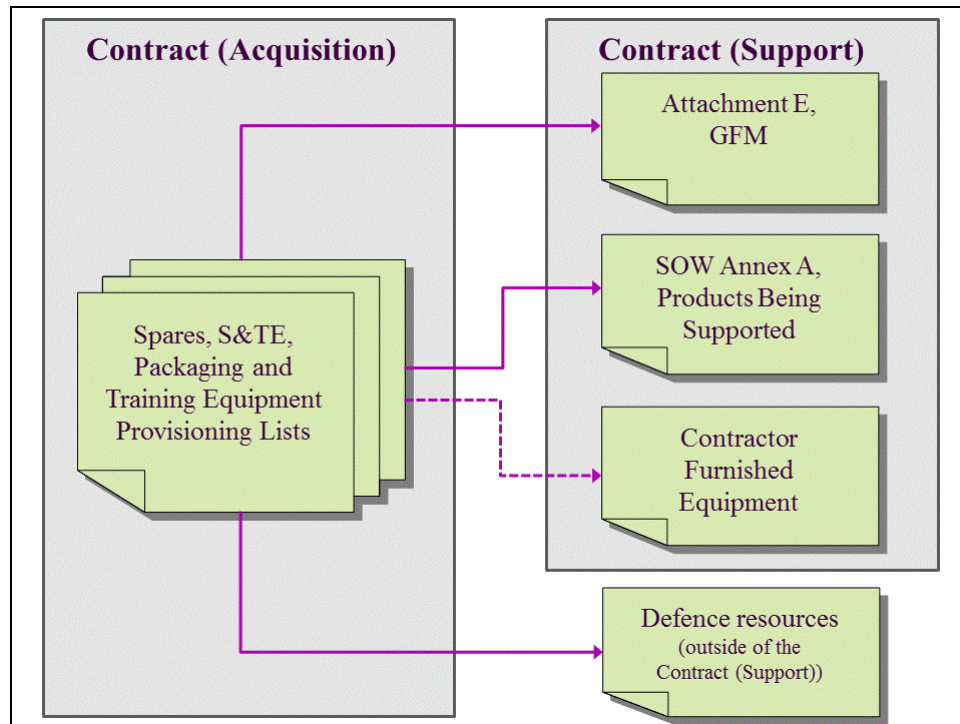 Contract (Acquisition)
Spares, S&TE,
Packaging and
Training Equipment
Provisioning Lists
Contract (Support)
Attachment E,
GFM
SOW Annex A,
Products Being
Supported
Contractor
Furnished
Equipment
Defence resources
(outside of the
Contract (Support))